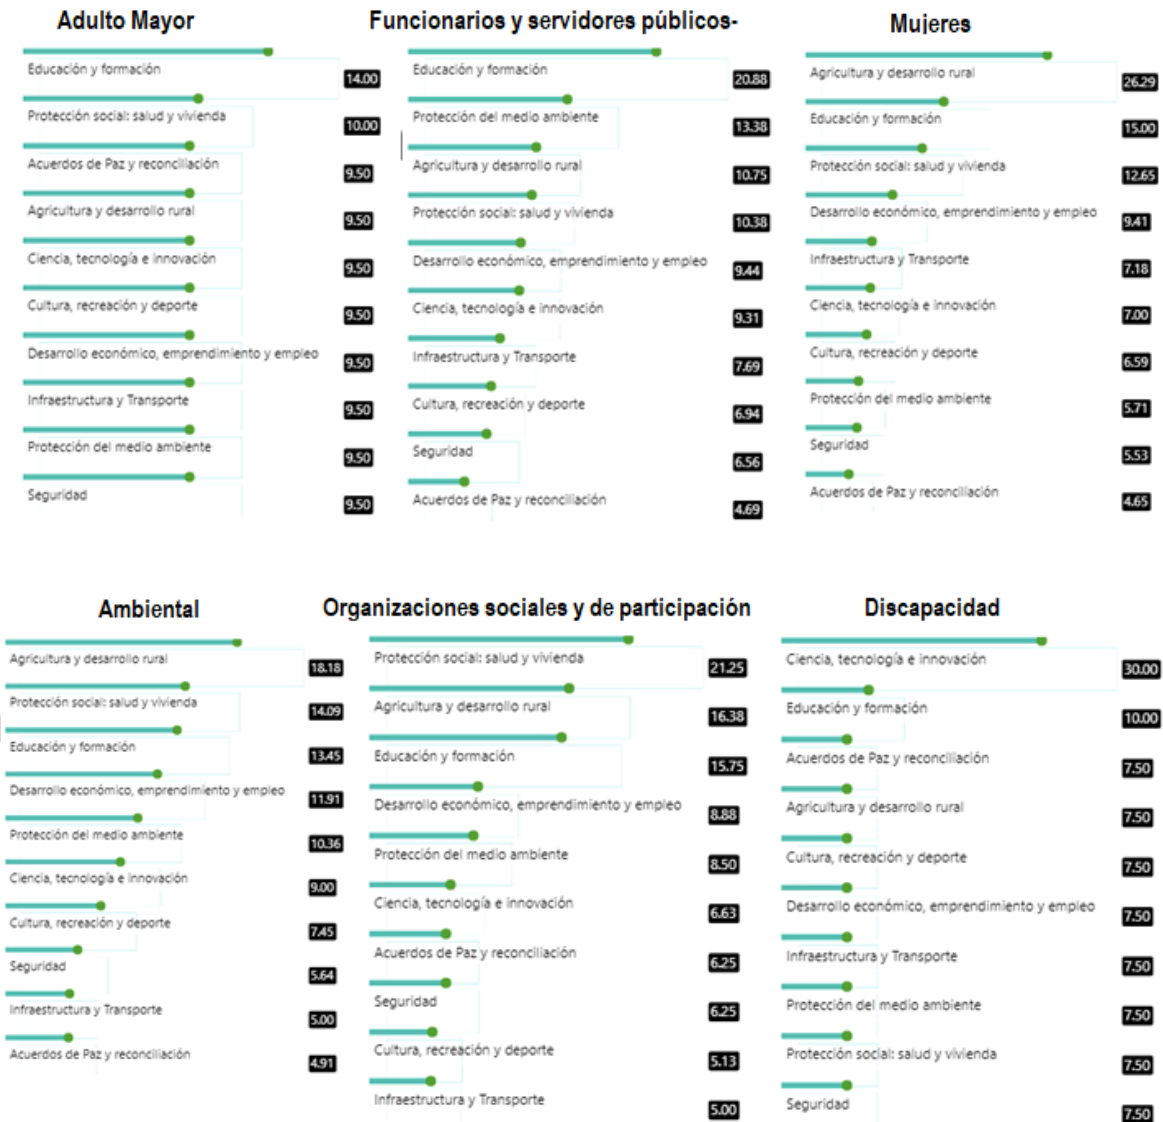 Adulto Mayor
Educación y formación
14.00
Protección social: salud y vivienda
10.00
Acuerdos de Paz y reconciliación
9.50
Agricultura y desarrollo rural
9.50
Ciencia, tecnología e innovación
9.50
Cultura, recreación y deporte
9.50
Desarrollo económico, emprendimiento y empleo
9.50
Infraestructura y Transporte
9.50
Protección del medio ambiente
9.50
Seguridad
9.50
Funcionarios y servidores públicos-
Educación y formación
20.88
Protección del medio ambiente
13.38
Agricultura y desarrollo rural
10.75
Protección social: salud y vivienda
10.38
Desarrollo económico, emprendimiento y empleo
9.44
Ciencia, tecnología e innovación
9.31
Infraestructura y Transporte
7.69
Cultura, recreación y deporte
6.94
Seguridad
6.56
Acuerdos de Paz y reconciliación
4.69
Mujeres
Agricultura y desarrollo rural
26.29
Educación y formación
15.00
Protección social: salud y vivienda
12.65
Desarrollo económico, emprendimiento y empleo
9.41
Infraestructura y Transporte
7.18
Ciencia, tecnología e innovación
7.00
Cultura, recreación y deporte
6.59
Protección del medio ambiente
5.71
Seguridad
5.53
Acuerdos de Paz y reconciliación
4.65
Ambiental
Agricultura y desarrollo rural
18.18
Protección social: salud y vivienda
14.09
Educación y formación
13.45
Desarrollo económico, emprendimiento y empleo
11.91
Protección del medio ambiente
10.36
Ciencia, tecnología e innovación
9.00
Cultura, recreación y deporte
7.45
Seguridad
5.64
Infraestructura y Transporte
5.00
Acuerdos de Paz y reconciliación
4.91
Organizaciones sociales y de participación
Protección social: salud y vivienda
21.25
Agricultura y desarrollo rural
16.38
Educación y formación
15.75
Desarrollo económico, emprendimiento y empleo
8.88
Protección del medio ambiente
8.50
Ciencia, tecnología e innovación
6.63
Acuerdos de Paz y reconciliación
6.25
Seguridad
6.25
Cultura, recreación y deporte
5.13
Infraestructura y Transporte
5.00
Discapacidad
Ciencia, tecnología e innovación
30.00
Educación y formación
10.00
Acuerdos de Paz y reconciliación
7.50
Agricultura y desarrollo rural
7.50
Cultura, recreación y deporte
7.50
Desarrollo económico, emprendimiento y empleo
7.50
Infraestructura y Transporte
7.50
Protección del medio ambiente
7.50
Protección social: salud y vivienda
7.50
Seguridad
7.50